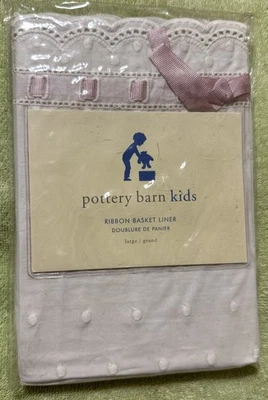 pottery barn kids
RIBBON BASKET LINER
DOUBLURE DE PANIER
large / grand